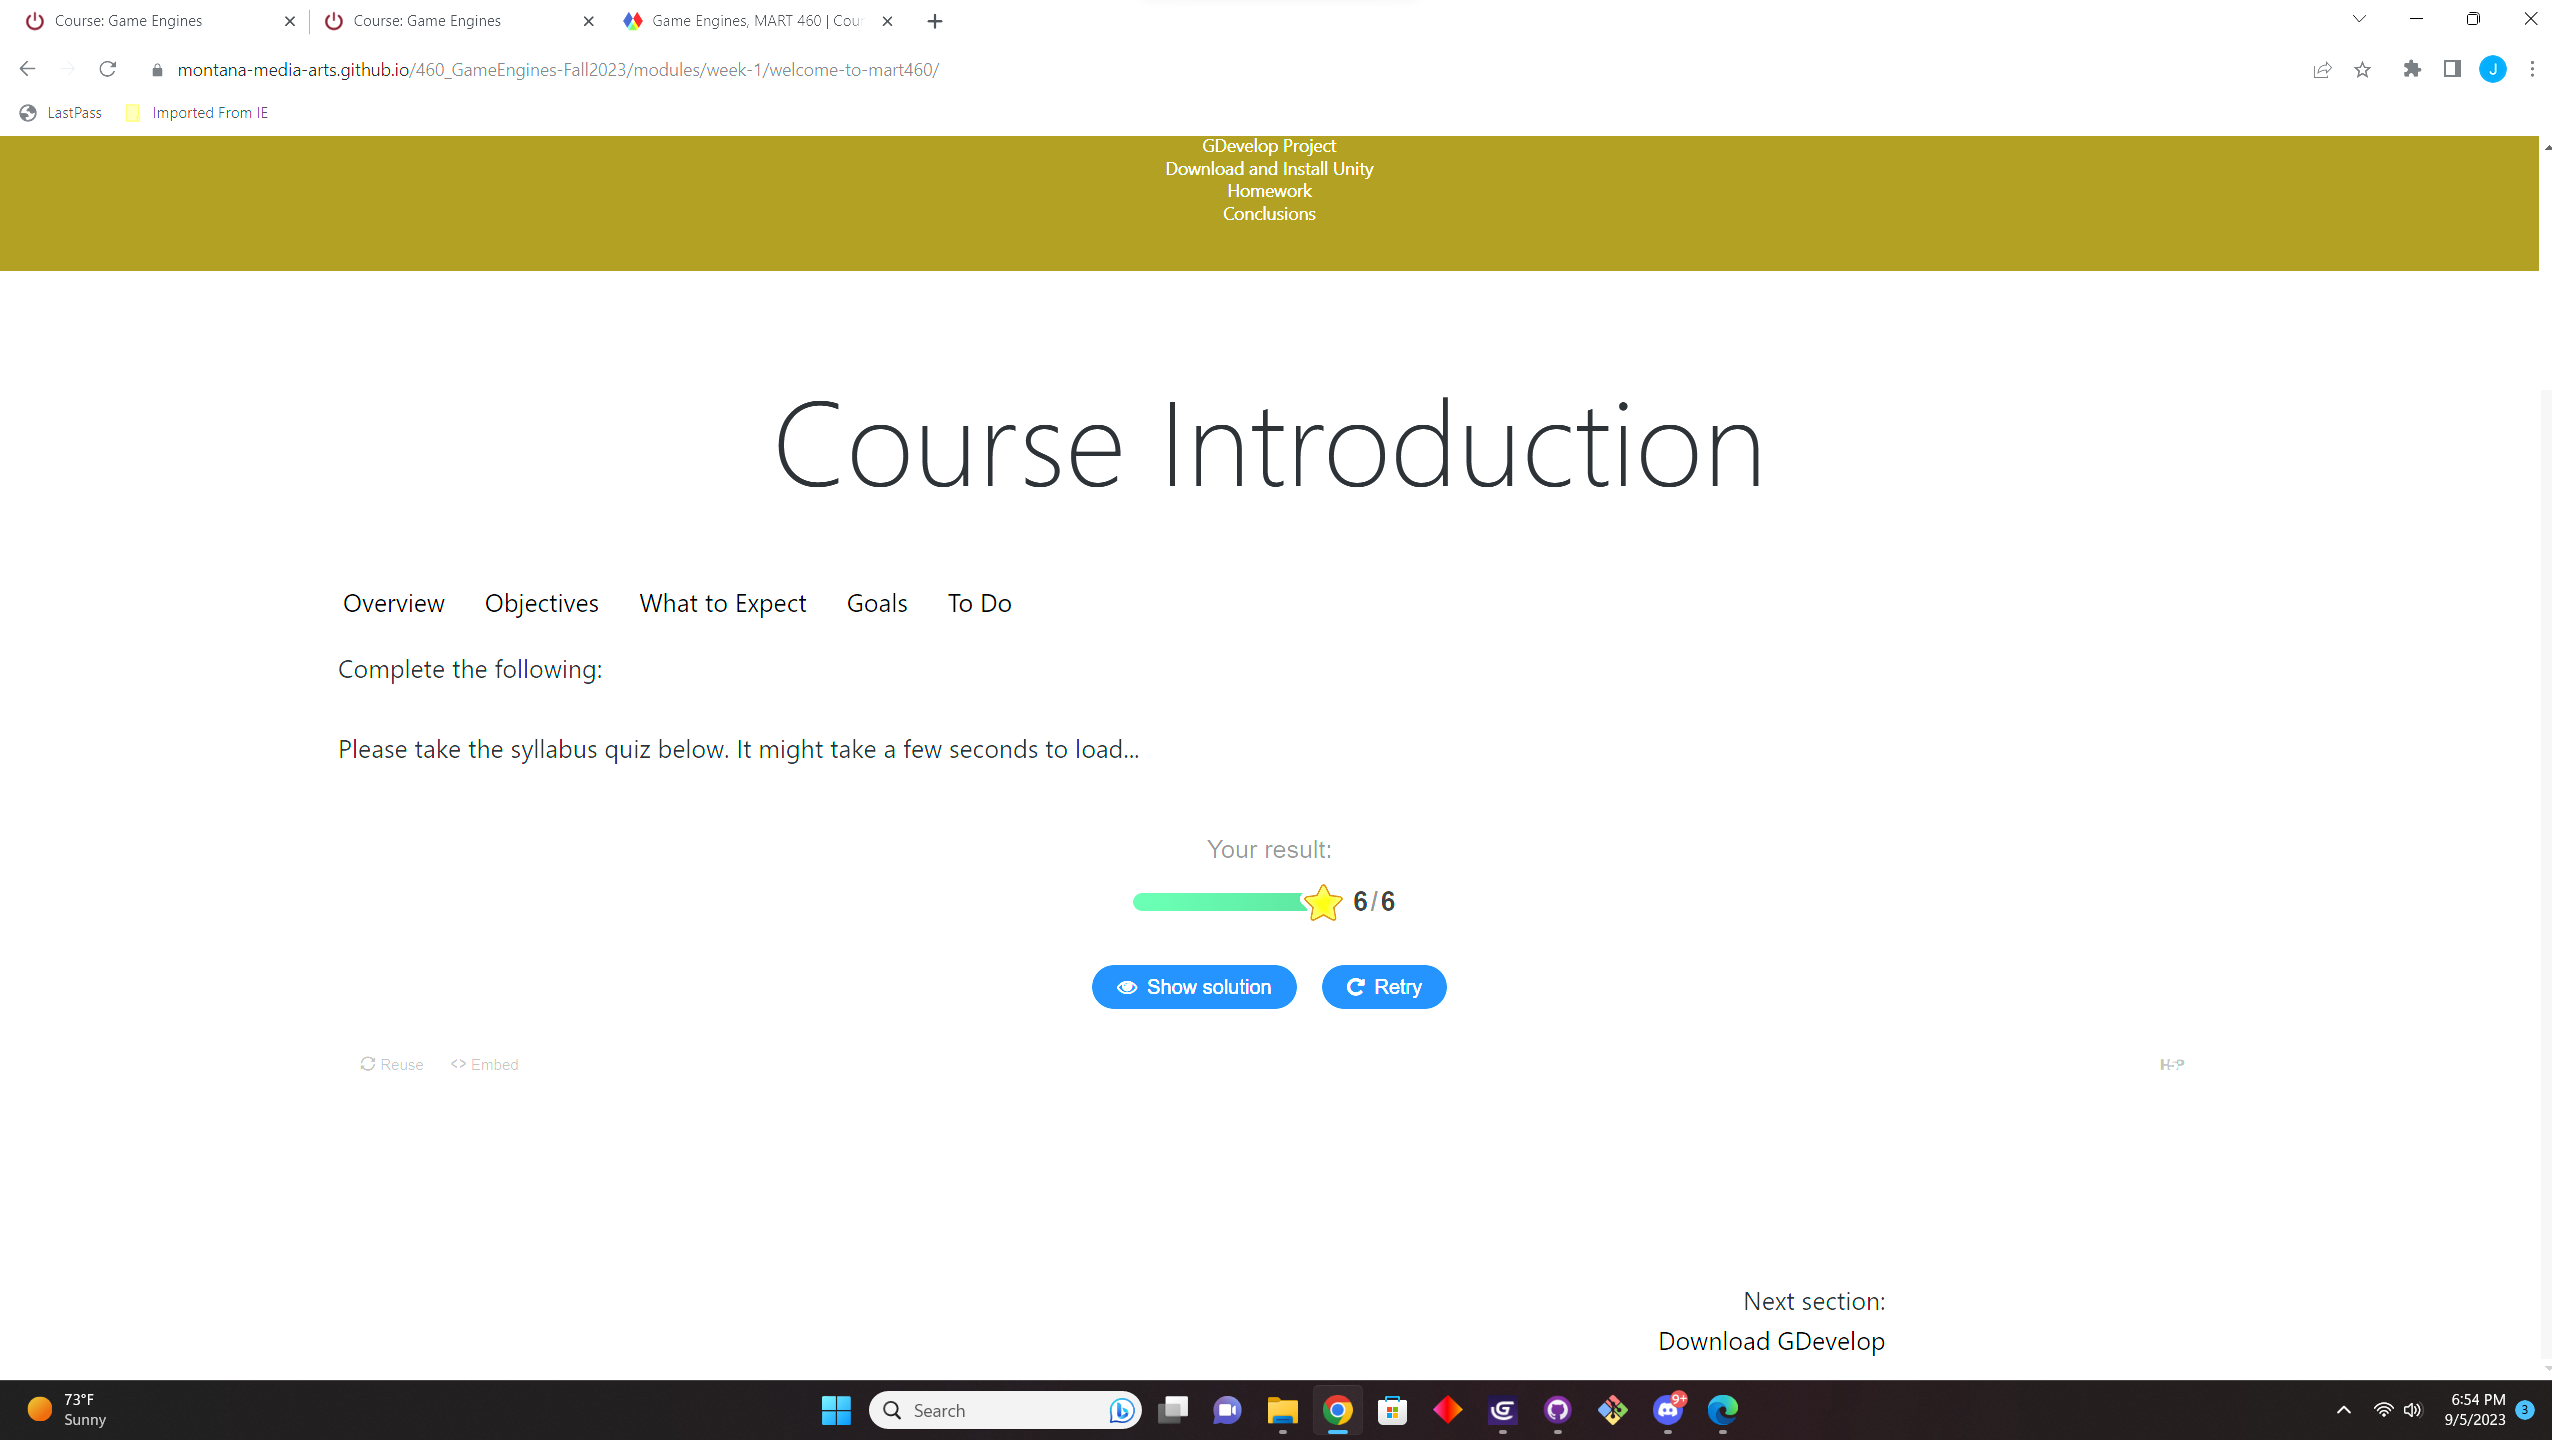 Course: Game Engines
Course: Game Engines
Game Engines, MART 460 | Cour
montana-media-arts.github.io/460_GameEngines-Fall2023/modules/week-1/welcome-to-mart460/
J
LastPass
Imported From IE
GDevelop Project
Download and Install Unity
Homework
Conclusions
Course Introduction
Overview Objectives What to Expect Goals To Do
Complete the following:
Please take the syllabus quiz below. It might take a few seconds to load...
Your result:
6/6
Show solution Retry
Reuse <> Embed
H-P
Next section:
Download GDevelop
73°F
Sunny
Search
9+
6:54 PM
9/5/2023
3